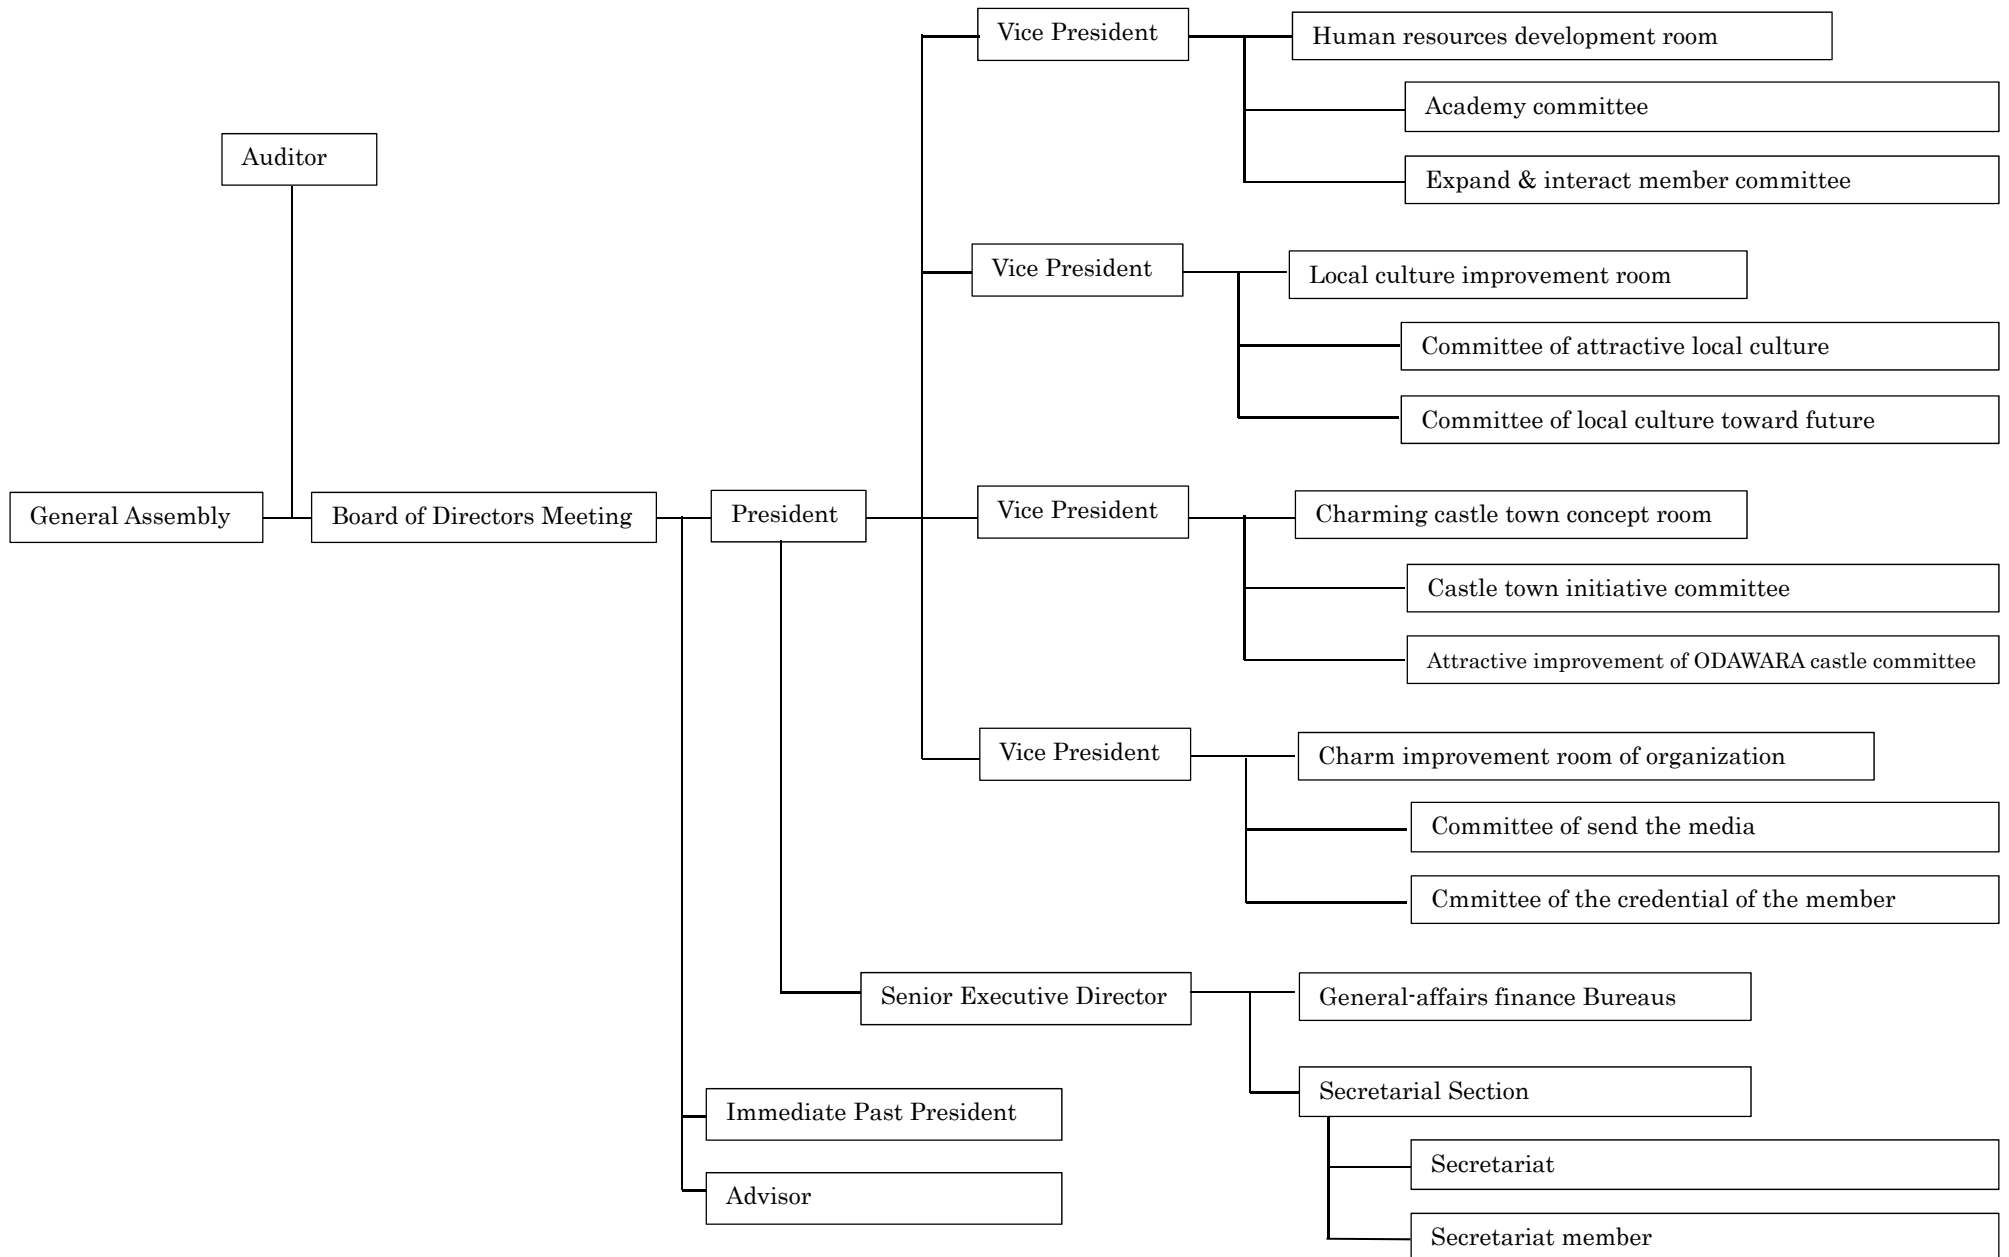 Vice President
Human resources development room
Academy committee
Auditor
Expand & interact member committee
Vice President
Local culture improvement room
Committee of attractive local culture
Committee of local culture toward future
General Assembly
Board of Directors Meeting
President
Vice President
Charming castle town concept room
Castle town initiative committee
Attractive improvement of ODAWARA castle committee
Vice President
Charm improvement room of organization
Committee of send the media
Cmmittee of the credential of the member
Senior Executive Director
General-affairs finance Bureaus
Secretarial Section
Immediate Past President
Secretariat
Advisor
Secretariat member